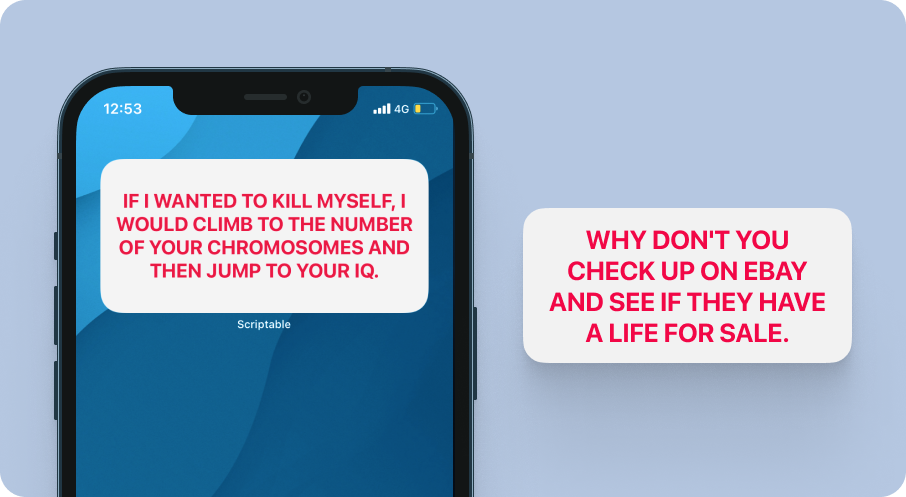 12:53
4G
IF I WANTED TO KILL MYSELF, I
WOULD CLIMB TO THE NUMBER
OF YOUR CHROMOSOMES AND
THEN JUMP TO YOUR IQ.
Scriptable
WHY DON'T YOU
CHECK UP ON EBAY
AND SEE IF THEY HAVE
A LIFE FOR SALE.